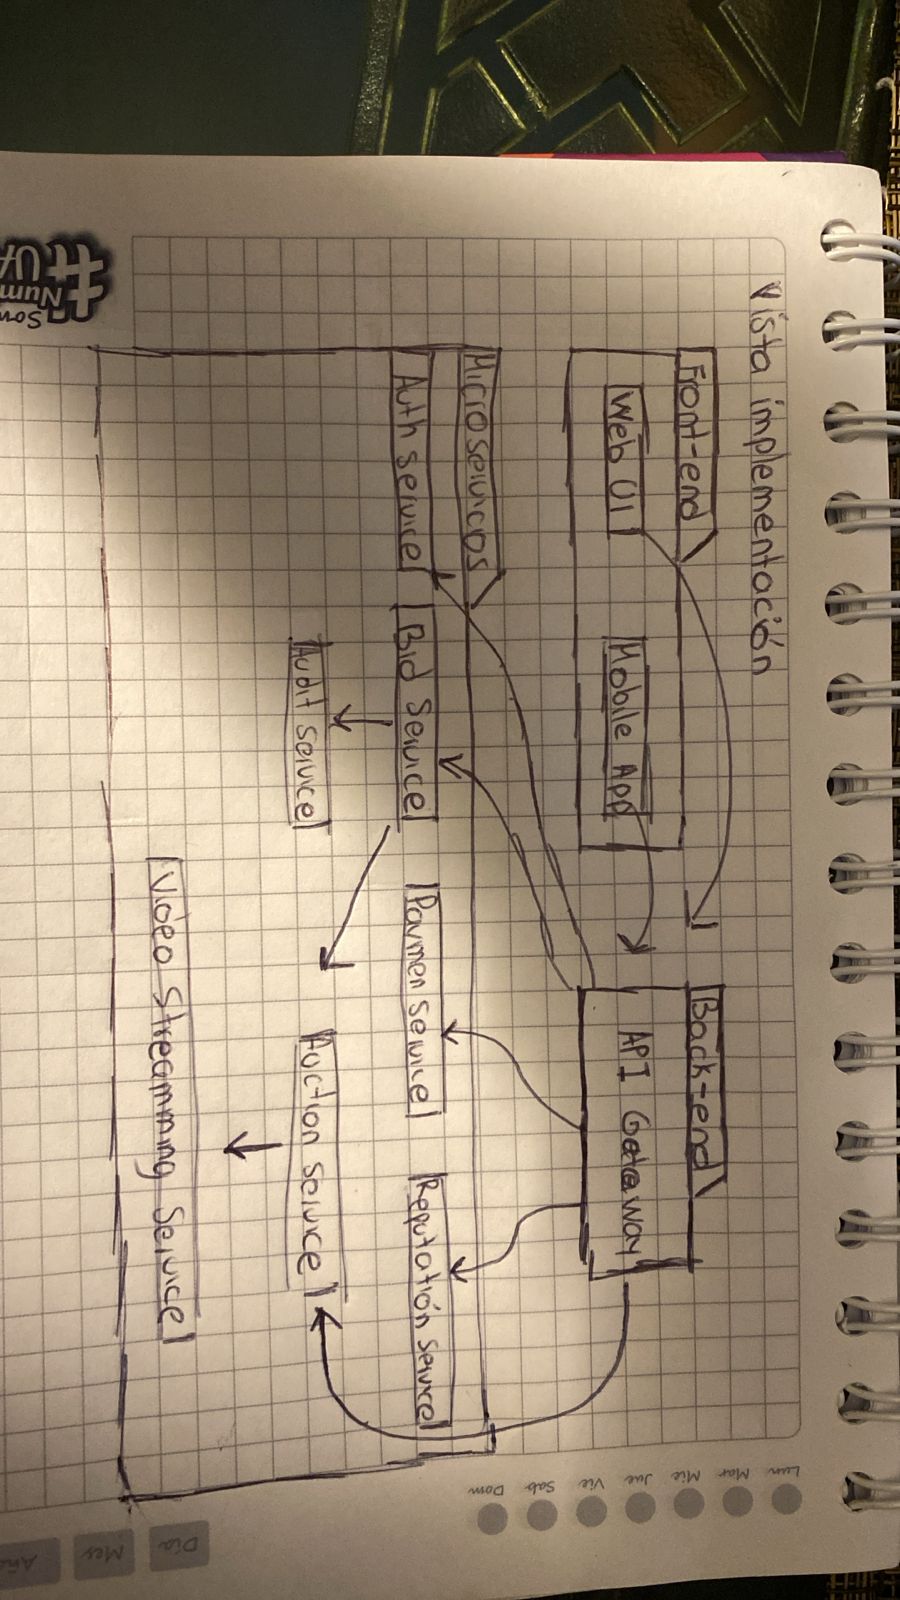 Vista implementación
Front-end
Web UI
Mobile App
Back-end
API Gateway
Microservicios
Auth service
Bid Service
Paymen service
Reputatión service
Audit service
Auction service
Video Streamming Service
Lun
Mar
Mie
Jue
Vie
Sab
Dom
Día
Mes
Año
#
Som
Num
UA